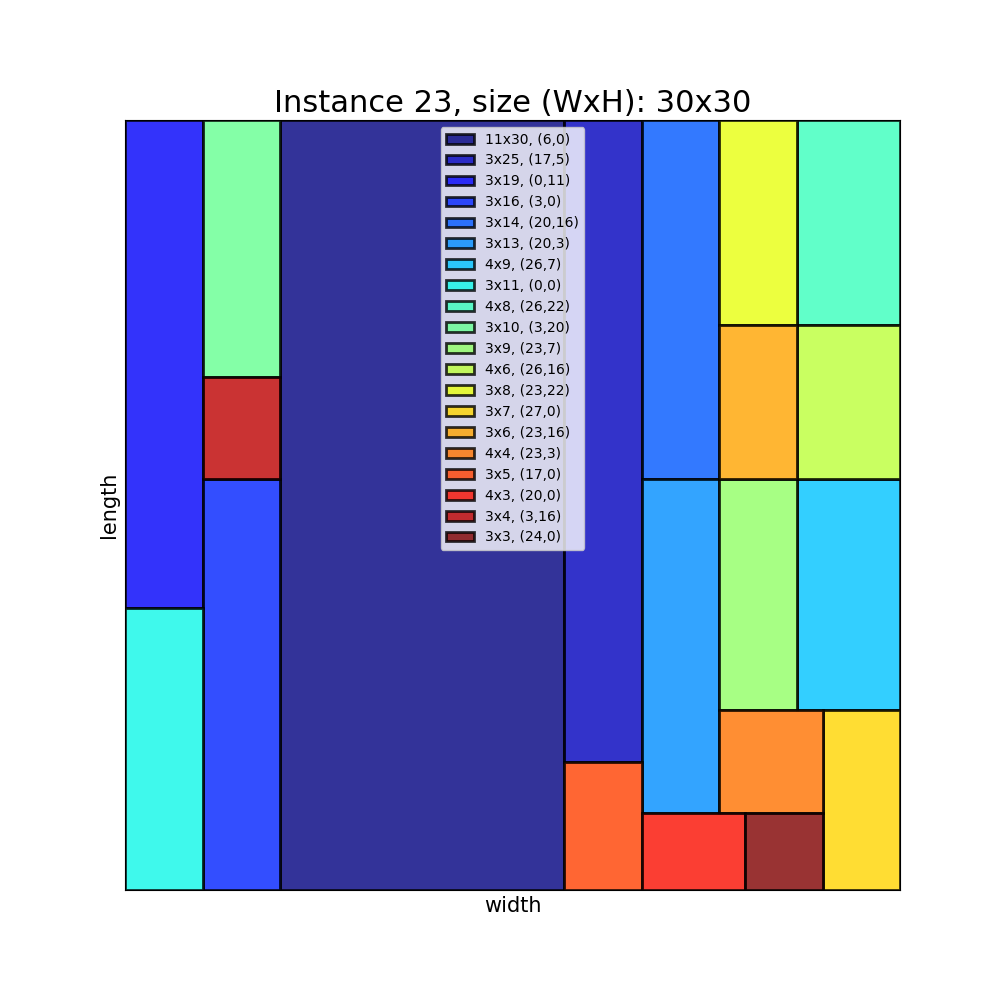 Instance 23, size (WxH): 30x30
11x30, (6,0)
3x25, (17,5)
3x19, (0,11)
3x16, (3,0)
3x14, (20,16)
3x13, (20,3)
4x9, (26,7)
3x11, (0,0)
4x8, (26,22)
3x10, (3,20)
3x9, (23,7)
4x6, (26,16)
3x8, (23,22)
3x7, (27,0)
3x6, (23,16)
4x4, (23,3)
3x5, (17,0)
4x3, (20,0)
3x4, (3,16)
3x3, (24,0)
length
width